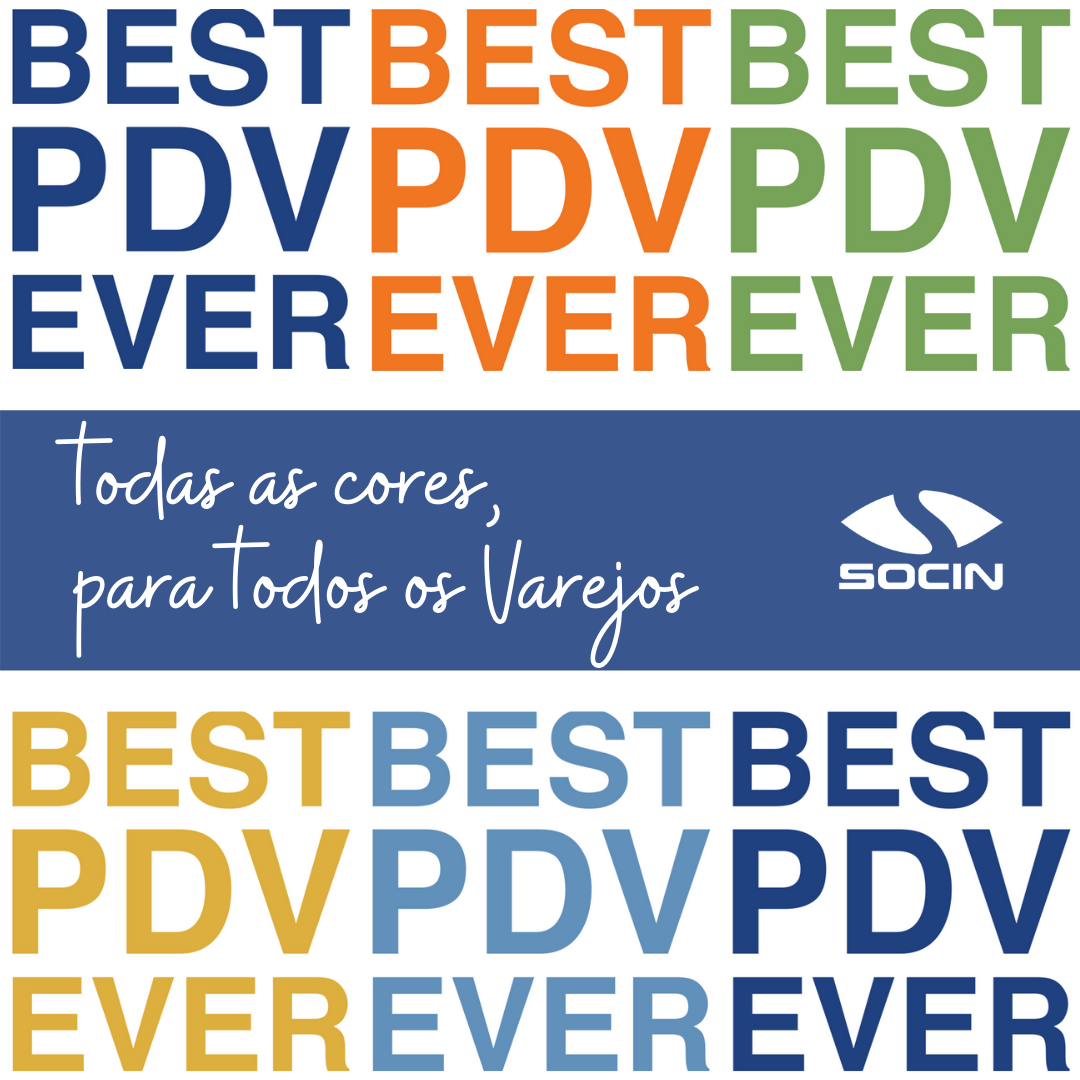 BEST BEST BEST
PDV PDV PDV
EVER EVER EVER
Todas as cores,
para Todos os Varejos
SOCIN
BEST BEST BEST
PDV PDV PDV
EVER EVER EVER